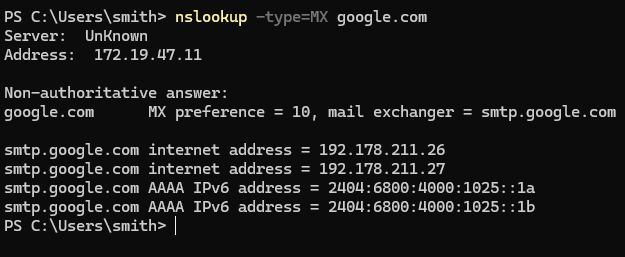 PS C:\Users\smith> nslookup -type=MX google.com
Server:  UnKnown
Address:  172.19.47.11

Non-authoritative answer:
google.com      MX preference = 10, mail exchanger = smtp.google.com

smtp.google.com internet address = 192.178.211.26
smtp.google.com internet address = 192.178.211.27
smtp.google.com AAAA IPv6 address = 2404:6800:4000:1025::1a
smtp.google.com AAAA IPv6 address = 2404:6800:4000:1025::1b
PS C:\Users\smith>